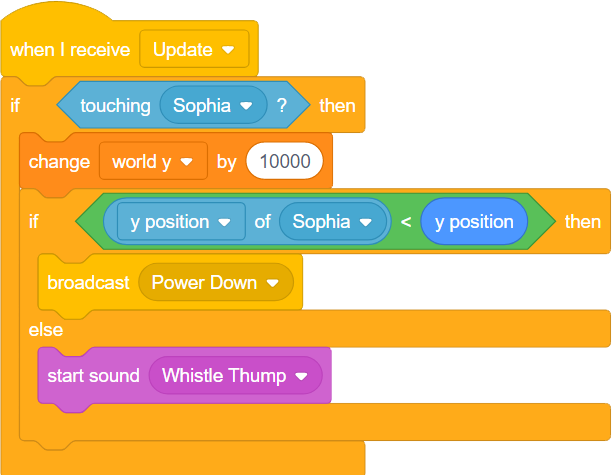 when I receive Update
if touching Sophia ? then
change world y by 10000
if y position of Sophia < y position then
broadcast Power Down
else
start sound Whistle Thump